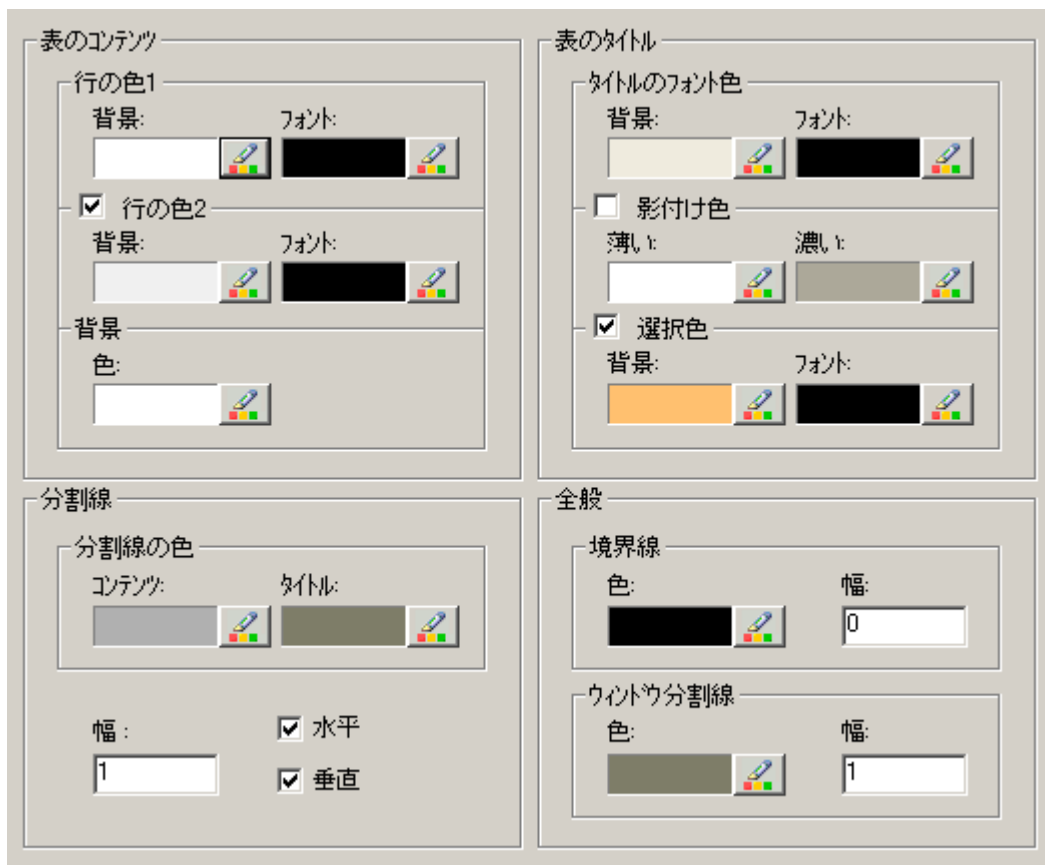 表のコンテンツ
行の色1
背景: フォント:
行の色2
背景: フォント:
背景
色:
表のタイトル
タイトルのフォント色
背景: フォント:
影付け色
薄い: 濃い:
選択色
背景: フォント:
分割線
分割線の色
コンテンツ: タイトル:
幅 : 水平
1
垂直
全般
境界線
色: 幅:
0
ウィンドウ分割線
色: 幅:
1